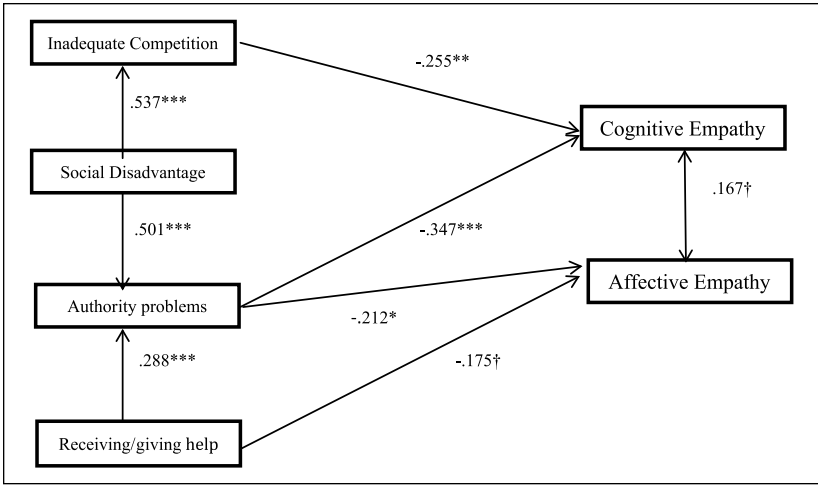 Inadequate Competition
-.255**
.537***
Cognitive Empathy
Social Disadvantage
.167†
.501***
-.347***
Affective Empathy
Authority problems
-.212*
.288***
-.175†
Receiving/giving help